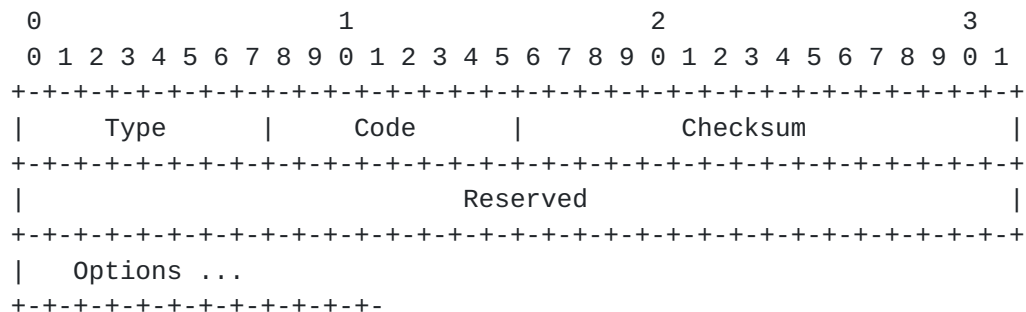 0                   1                   2                   3
 0 1 2 3 4 5 6 7 8 9 0 1 2 3 4 5 6 7 8 9 0 1 2 3 4 5 6 7 8 9 0 1
+-+-+-+-+-+-+-+-+-+-+-+-+-+-+-+-+-+-+-+-+-+-+-+-+-+-+-+-+-+-+-+-+
|     Type      |     Code      |          Checksum             |
+-+-+-+-+-+-+-+-+-+-+-+-+-+-+-+-+-+-+-+-+-+-+-+-+-+-+-+-+-+-+-+-+
|                            Reserved                           |
+-+-+-+-+-+-+-+-+-+-+-+-+-+-+-+-+-+-+-+-+-+-+-+-+-+-+-+-+-+-+-+-+
|   Options ...
+-+-+-+-+-+-+-+-+-+-+-+-